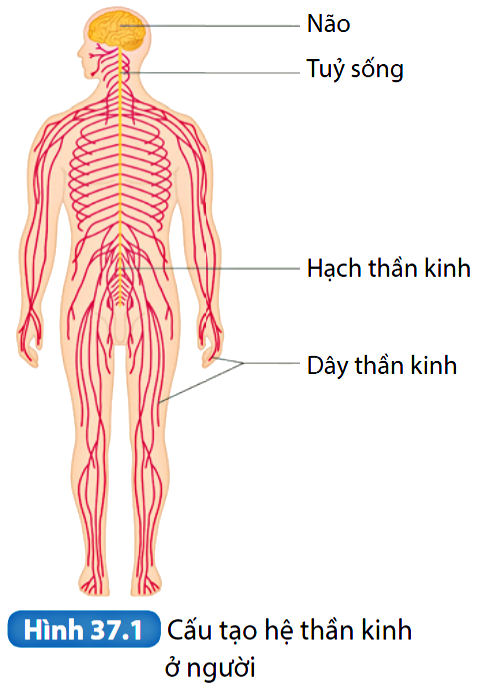 Não
Tuỷ sống
Hạch thần kinh
Dây thần kinh
Hình 37.1 Cấu tạo hệ thần kinh
ở người